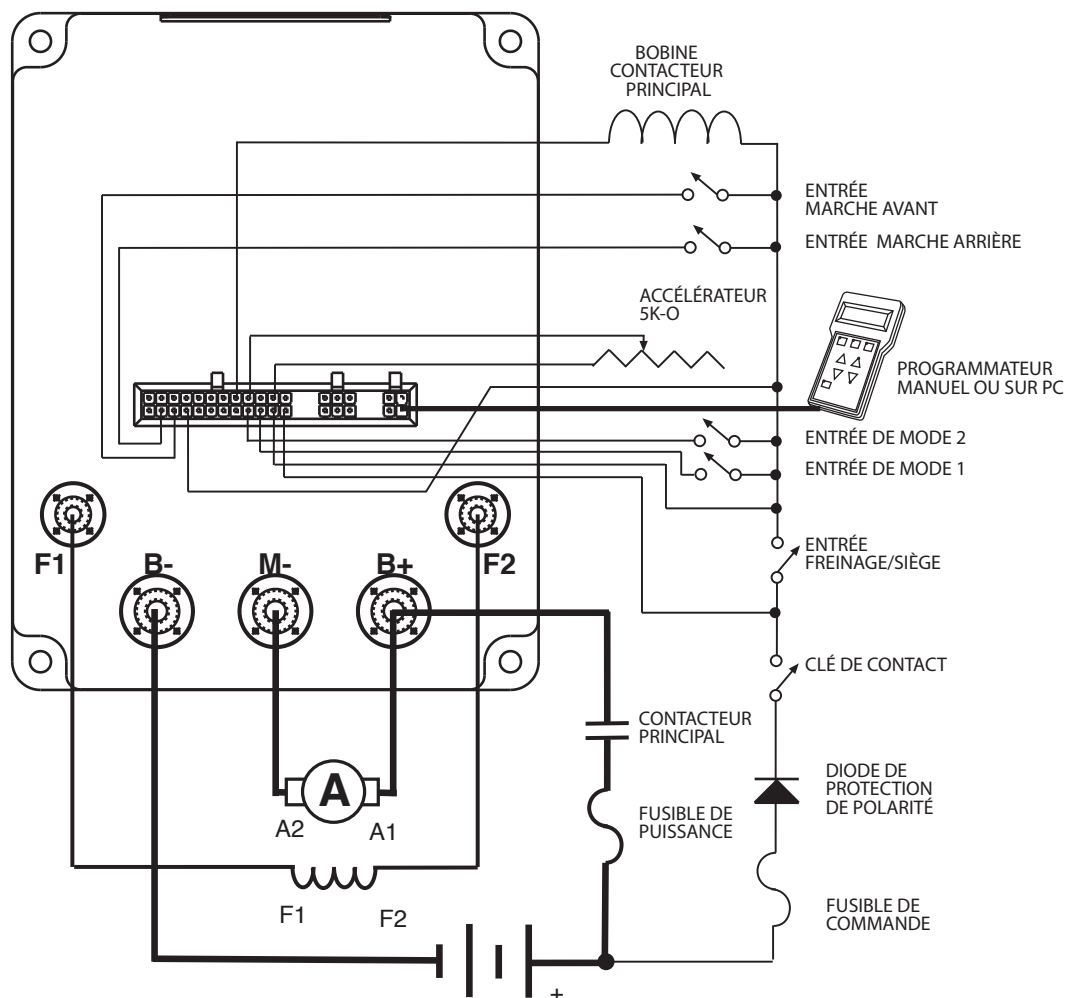 BOBINE
CONTACTEUR
PRINCIPAL
ENTRÉE
MARCHE AVANT
ENTRÉE MARCHE ARRIÈRE
ACCÉLÉRATEUR
5K-O
PROGRAMMATEUR
MANUEL OU SUR PC
ENTRÉE DE MODE 2
ENTRÉE DE MODE 1
F1
B-
M-
B+
F2
ENTRÉE
FREINAGE/SIÈGE
CLÉ DE CONTACT
CONTACTEUR
PRINCIPAL
DIODE DE
PROTECTION
DE POLARITÉ
A
A2
A1
FUSIBLE DE
PUISSANCE
F1
F2
FUSIBLE DE
COMMANDE
+